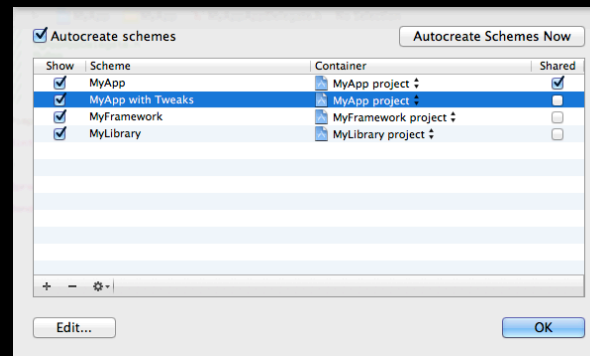 Autocreate schemes
Autocreate Schemes Now
Show Scheme Container Shared
MyApp MyApp project
MyApp with Tweaks MyApp project
MyFramework MyFramework project
MyLibrary MyLibrary project
Edit...
OK